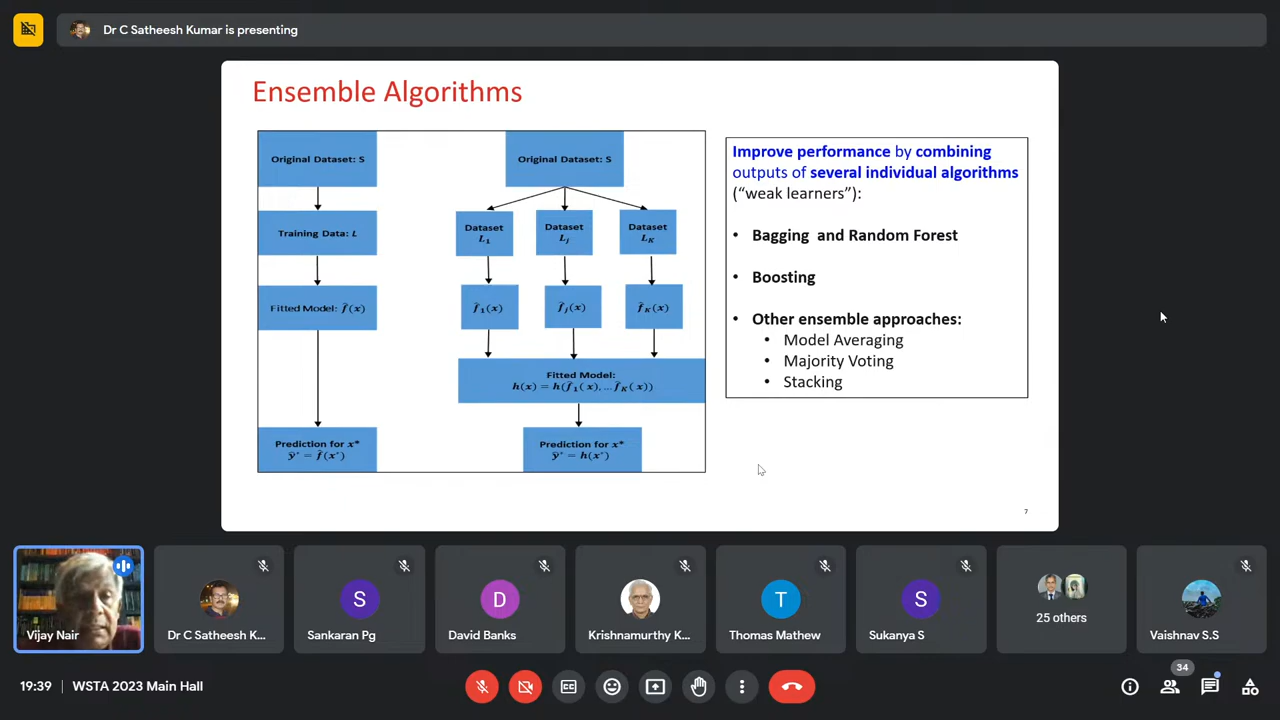 Dr C Satheesh Kumar is presenting
Ensemble Algorithms
Original Dataset: S
Training Data: L
Fitted Model: f̂(x)
Prediction for x*
ŷ* = f̂(x*)
Original Dataset: S
Dataset
L₁
Dataset
Lⱼ
Dataset
L_K
f̂₁(x)
f̂ⱼ(x)
f̂_K(x)
Fitted Model:
h(x) = h(f̂₁(x), ... f̂_K(x))
Prediction for x*
ŷ* = h(x*)
Improve performance by combining
outputs of several individual algorithms
(“weak learners”):
• Bagging and Random Forest
• Boosting
• Other ensemble approaches:
• Model Averaging
• Majority Voting
• Stacking
7
Vijay Nair
Dr C Satheesh K...
S
Sankaran Pg
D
David Banks
Krishnamurthy K...
T
Thomas Mathew
S
Sukanya S
25 others
Vaishnav S.S
19:39 | WSTA 2023 Main Hall
34